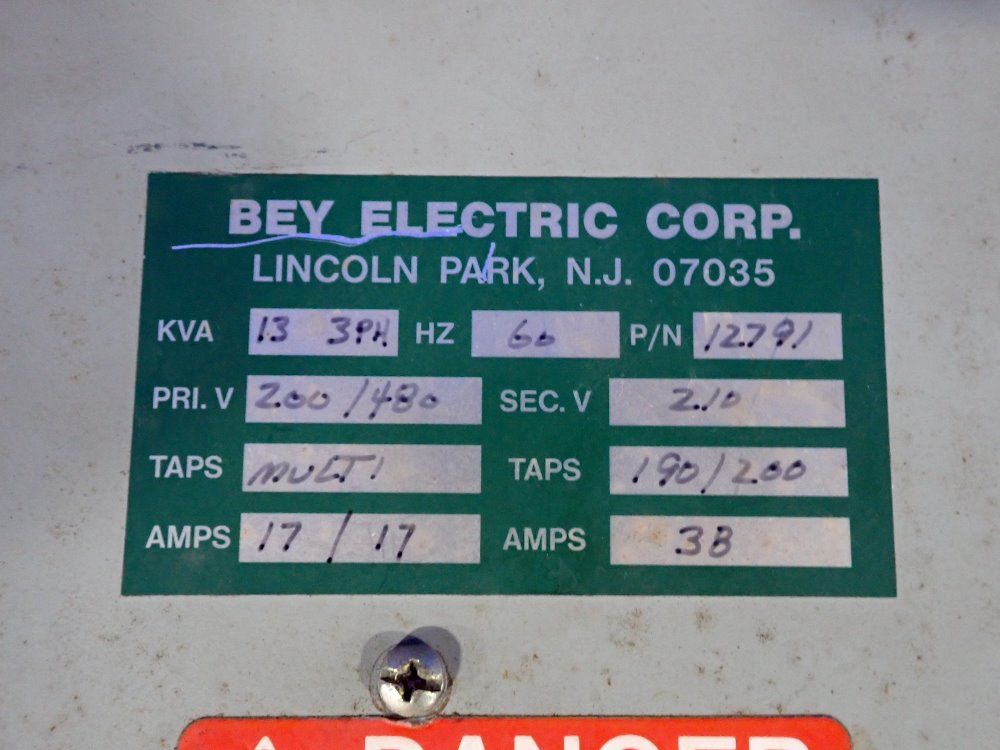 BEY ELECTRIC CORP.
LINCOLN PARK, N.J. 07035
KVA 13 3PH HZ 60 P/N 12791
PRI. V 200/480 SEC. V 210
TAPS MULTI TAPS 190/200
AMPS 17/17 AMPS 38
DANGER